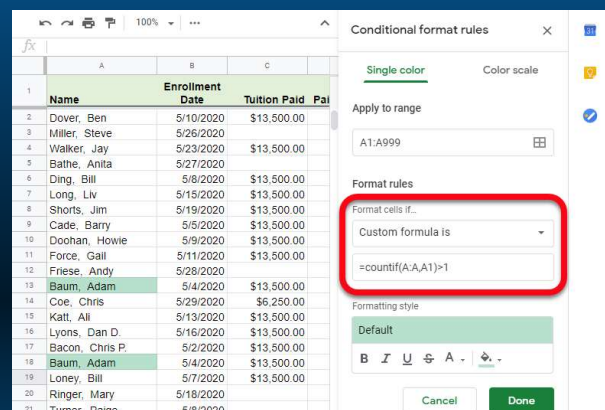 100%
Conditional format rules
fx
A B C
Single color Color scale
1 Name Enrollment Date Tuition Paid Pai
Apply to range
A1:A999
2 Dover, Ben 5/10/2020 $13,500.00
3 Miller, Steve 5/26/2020
4 Walker, Jay 5/23/2020 $13,500.00
5 Bathe, Anita 5/27/2020
6 Ding, Bill 5/8/2020 $13,500.00
7 Long, Liv 5/15/2020 $13,500.00
8 Shorts, Jim 5/19/2020 $13,500.00
9 Cade, Barry 5/5/2020 $13,500.00
10 Doohan, Howie 5/9/2020 $13,500.00
11 Force, Gail 5/11/2020 $13,500.00
12 Friese, Andy 5/28/2020
13 Baum, Adam 5/4/2020 $13,500.00
14 Coe, Chris 5/29/2020 $6,250.00
15 Katt, Ali 5/13/2020 $13,500.00
16 Lyons, Dan D. 5/16/2020 $13,500.00
17 Bacon, Chris P. 5/2/2020 $13,500.00
18 Baum, Adam 5/4/2020 $13,500.00
19 Loney, Bill 5/7/2020 $13,500.00
20 Ringer, Mary 5/18/2020
21 Turner, Paige 5/8/2020
Format rules
Format cells if...
Custom formula is
=countif(A:A,A1)>1
Formatting style
Default
B I U S A
Cancel Done